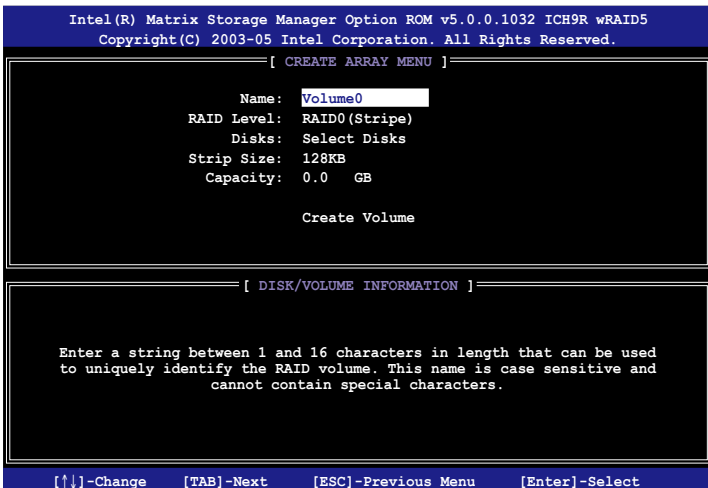 Intel(R) Matrix Storage Manager Option ROM v5.0.0.1032 ICH9R wRAID5
Copyright(C) 2003-05 Intel Corporation. All Rights Reserved.
[ CREATE ARRAY MENU ]
Name: Volume0
RAID Level: RAID0(Stripe)
Disks: Select Disks
Strip Size: 128KB
Capacity: 0.0 GB
Create Volume
[ DISK/VOLUME INFORMATION ]
Enter a string between 1 and 16 characters in length that can be used
to uniquely identify the RAID volume. This name is case sensitive and
cannot contain special characters.
[↑↓]-Change [TAB]-Next [ESC]-Previous Menu [Enter]-Select